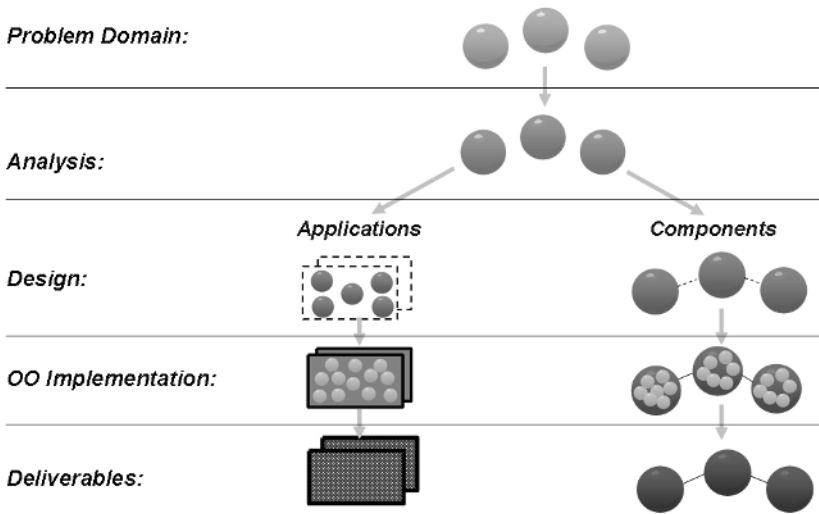 Problem Domain:
Analysis:
Applications
Components
Design:
OO Implementation:
Deliverables: